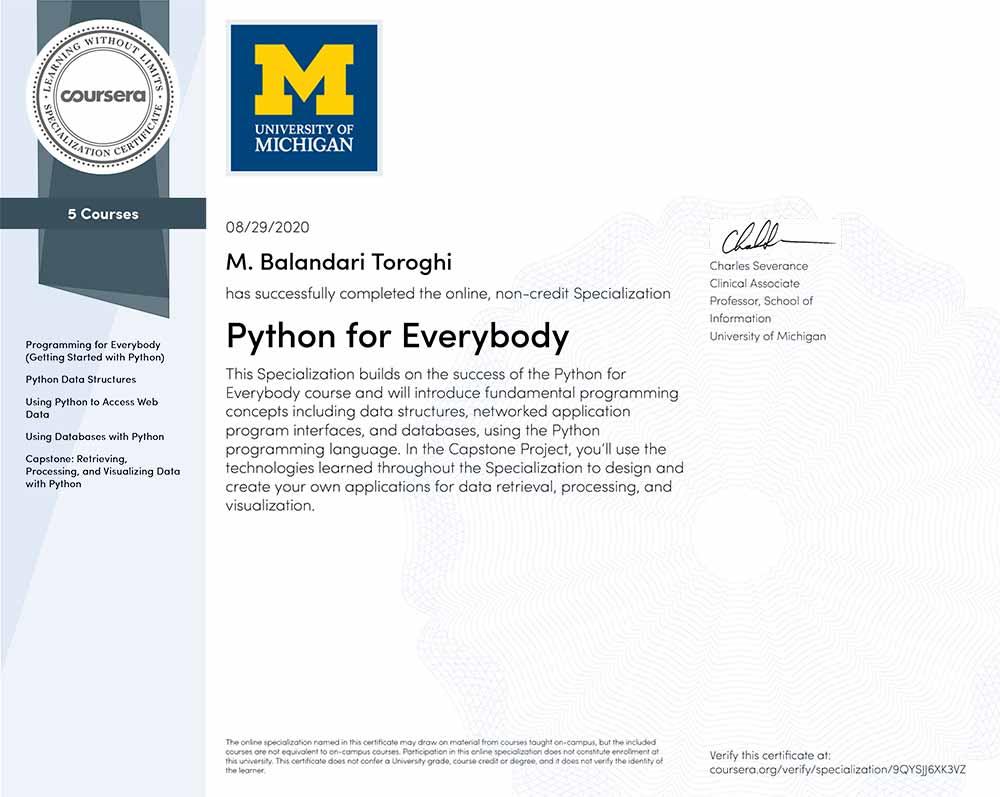 LEARNING WITHOUT LIMITS
coursera
SPECIALIZATION CERTIFICATE
5 Courses
Programming for Everybody
(Getting Started with Python)
Python Data Structures
Using Python to Access Web
Data
Using Databases with Python
Capstone: Retrieving,
Processing, and Visualizing Data
with Python
M
UNIVERSITY OF
MICHIGAN
08/29/2020
M. Balandari Toroghi
has successfully completed the online, non-credit Specialization
Python for Everybody
This Specialization builds on the success of the Python for
Everybody course and will introduce fundamental programming
concepts including data structures, networked application
program interfaces, and databases, using the Python
programming language. In the Capstone Project, you'll use the
technologies learned throughout the Specialization to design and
create your own applications for data retrieval, processing, and
visualization.
Charles Severance
Clinical Associate
Professor, School of
Information
University of Michigan
The online specialization named in this certificate may draw on material from courses taught on-campus, but the included
courses are not equivalent to on-campus courses. Participation in this online specialization does not constitute enrollment at
this university. This certificate does not confer a University grade, course credit or degree, and it does not verify the identity of
the learner.
Verify this certificate at:
coursera.org/verify/specialization/9QYSJJ6XK3VZ